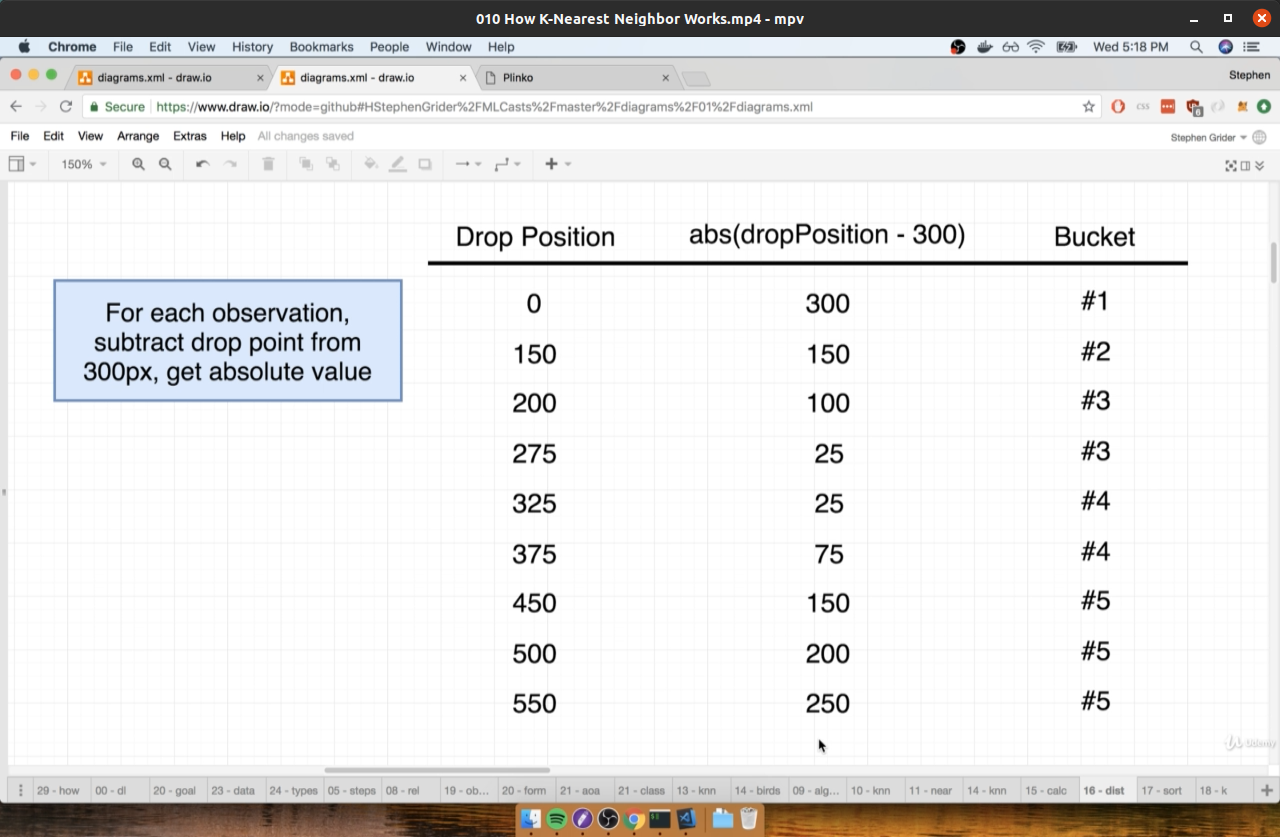 010 How K-Nearest Neighbor Works.mp4 - mpv
Chrome File Edit View History Bookmarks People Window Help
Wed 5:18 PM
diagrams.xml - draw.io
diagrams.xml - draw.io
Plinko
Stephen
Secure
https://www.draw.io/?mode=github#HStephenGrider%2FMLCasts%2Fmaster%2Fdiagrams%2F01%2Fdiagrams.xml
css
6
File Edit View Arrange Extras Help All changes saved
Stephen Grider
150%
Drop Position abs(dropPosition - 300) Bucket
For each observation,
subtract drop point from
300px, get absolute value
0 300 #1
150 150 #2
200 100 #3
275 25 #3
325 25 #4
375 75 #4
450 150 #5
500 200 #5
550 250 #5
Udemy
29 - how 00 - dl 20 - goal 23 - data 24 - types 05 - steps 08 - rel 19 - ob... 20 - form 21 - aoa 21 - class 13 - knn 14 - birds 09 - alg... 10 - knn 11 - near 14 - knn 15 - calc 16 - dist 17 - sort 18 - k